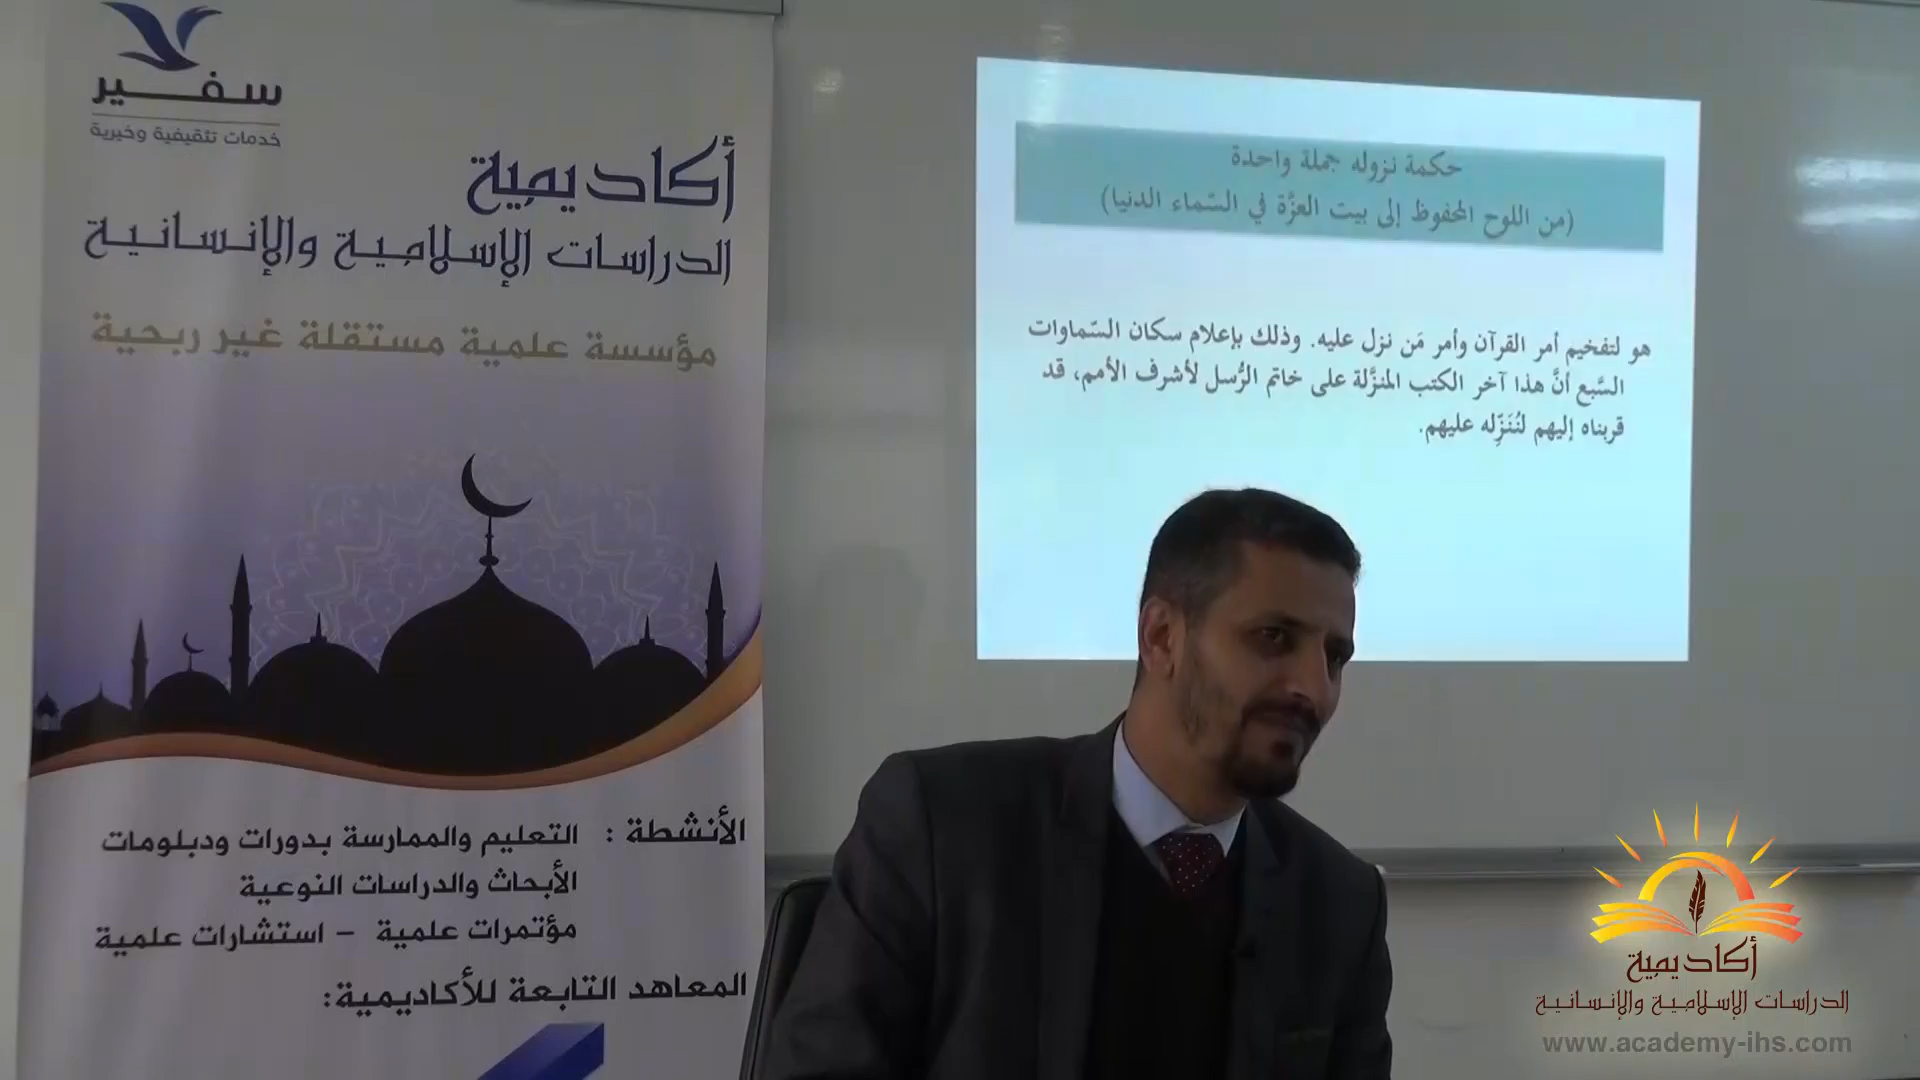 سفير
خدمات تثقيفية وخيرية
أكاديمية
الدراسات الإسلامية والإنسانية
مؤسسة علمية مستقلة غير ربحية
الأنشطة : التعليم والممارسة بدورات ودبلومات
الأبحاث والدراسات النوعية
مؤتمرات علمية - استشارات علمية
المعاهد التابعة للأكاديمية:
حكمة نزوله جملة واحدة
(من اللوح المحفوظ إلى بيت العزَّة في السّماء الدنيا)
هو لتفخيم أمر القرآن وأمر مَن نزل عليه. وذلك بإعلام سكان السّماوات
السَّبع أنَّ هذا آخر الكتب المنزَّلة على خاتم الرُّسل لأشرف الأمم، قد
قربناه إليهم لنُنَزِّله عليهم.
أكاديمية
الدراسات الإسلامية والإنسانية
www.academy-ihs.com